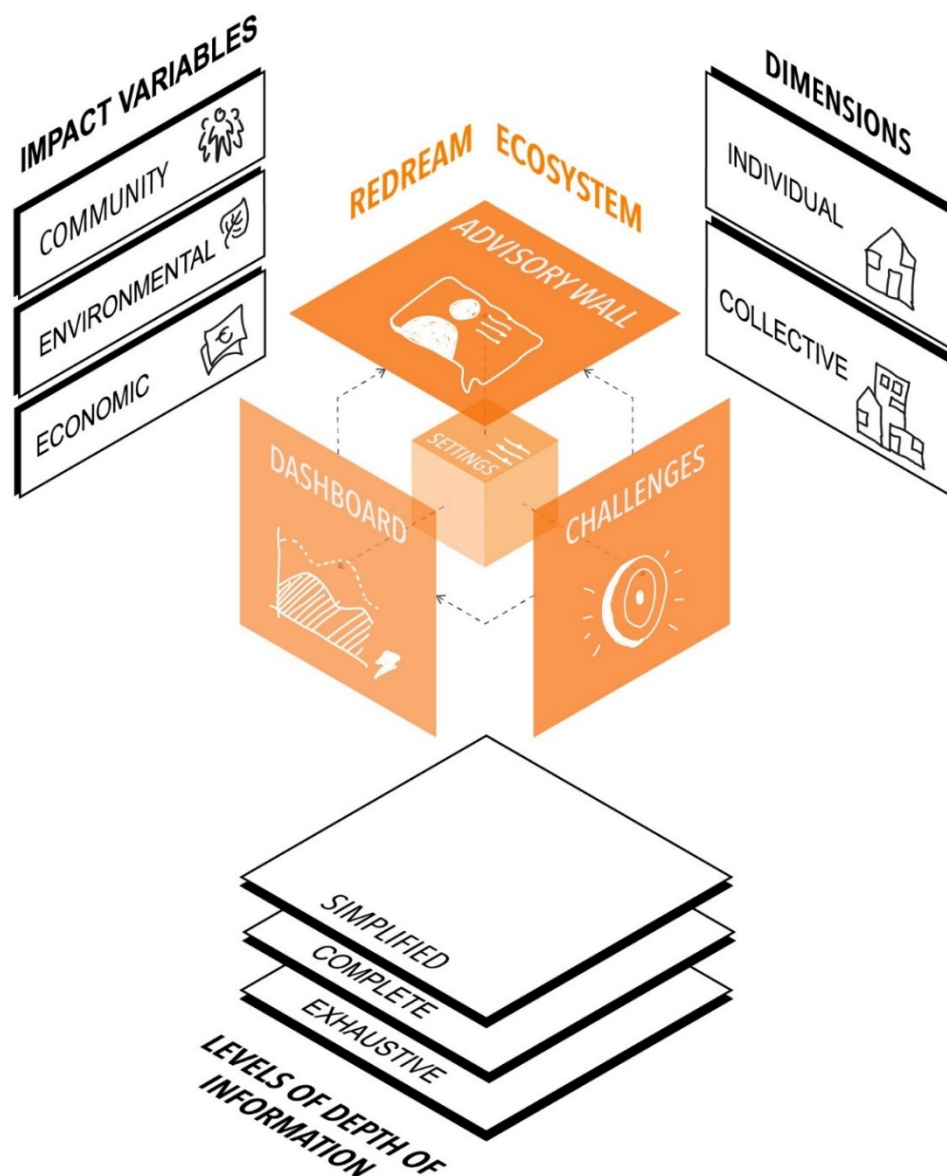 IMPACT VARIABLES
COMMUNITY
ENVIRONMENTAL
ECONOMIC
REDREAM ECOSYSTEM
ADVISORY WALL
SETTINGS
DASHBOARD
CHALLENGES
DIMENSIONS
INDIVIDUAL
COLLECTIVE
SIMPLIFIED
COMPLETE
EXHAUSTIVE
LEVELS OF DEPTH OF
INFORMATION